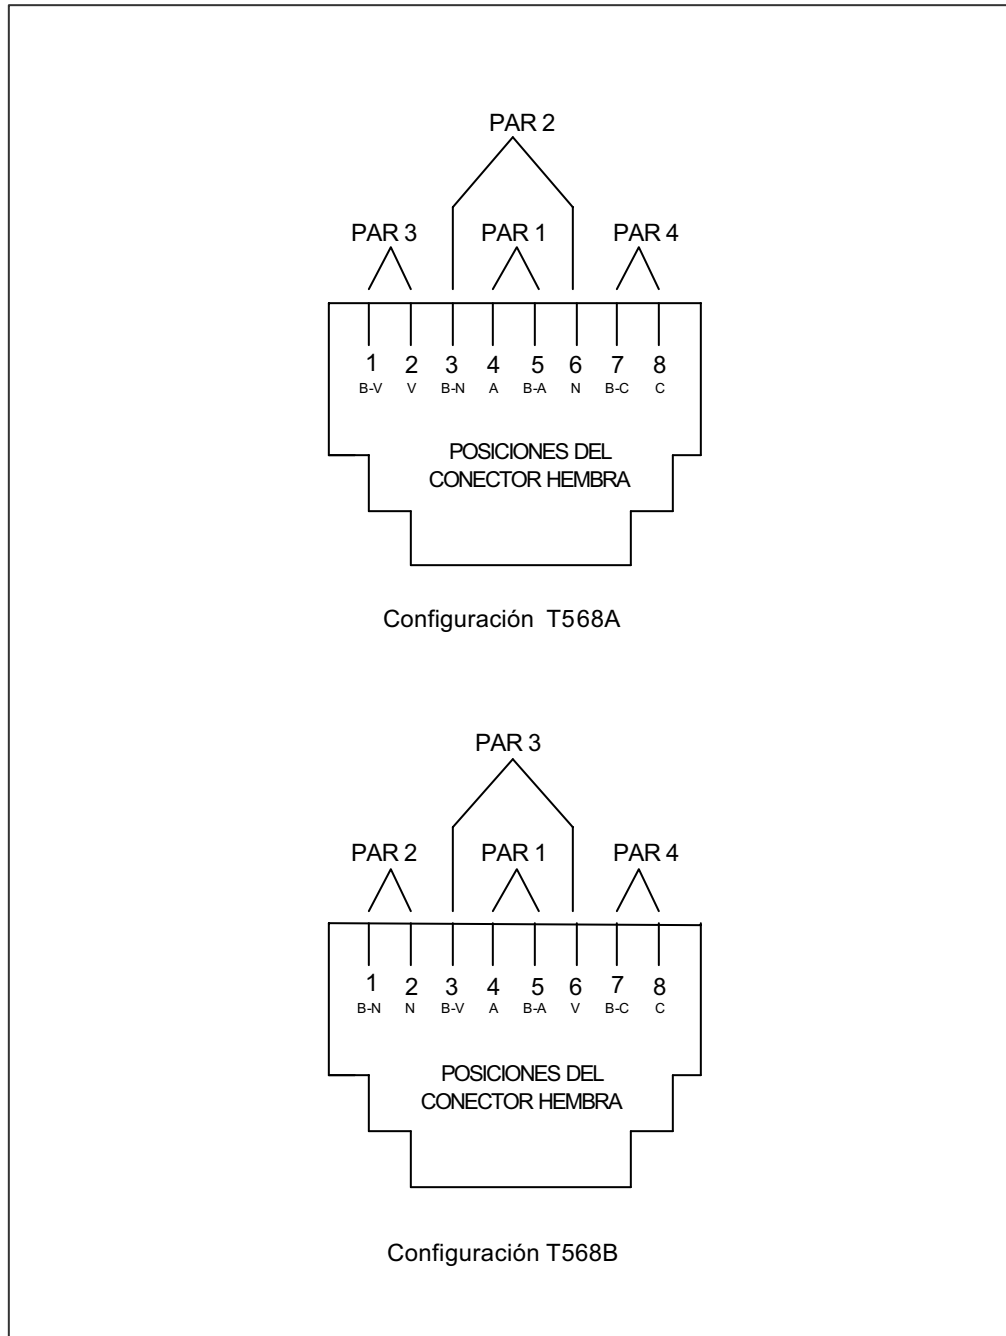 PAR 2
PAR 3 PAR 1 PAR 4
1 2 3 4 5 6 7 8
B-V V B-N A B-A N B-C C
POSICIONES DEL
CONECTOR HEMBRA
Configuración T568A
PAR 3
PAR 2 PAR 1 PAR 4
1 2 3 4 5 6 7 8
B-N N B-V A B-A V B-C C
POSICIONES DEL
CONECTOR HEMBRA
Configuración T568B